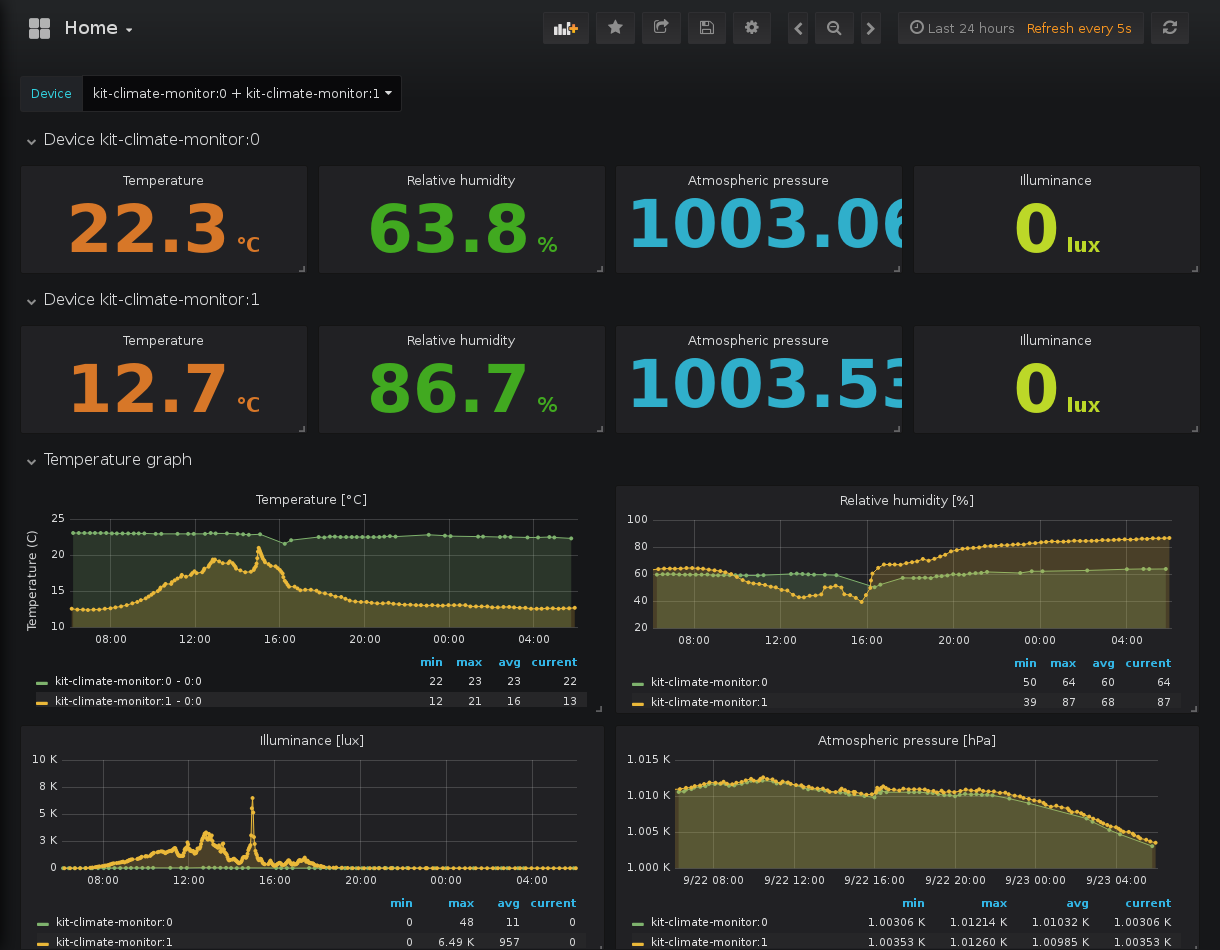 Home
Last 24 hours Refresh every 5s
Device kit-climate-monitor:0 + kit-climate-monitor:1
Device kit-climate-monitor:0
Temperature Relative humidity Atmospheric pressure Illuminance
22.3 °C 63.8 % 1003.06 0 lux
Device kit-climate-monitor:1
Temperature Relative humidity Atmospheric pressure Illuminance
12.7 °C 86.7 % 1003.53 0 lux
Temperature graph
Temperature [°C]
Temperature (C)
25
20
15
10
08:00 12:00 16:00 20:00 00:00 04:00
min max avg current
kit-climate-monitor:0 - 0:0 22 23 23 22
kit-climate-monitor:1 - 0:0 12 21 16 13
Relative humidity [%]
100
80
60
40
20
08:00 12:00 16:00 20:00 00:00 04:00
min max avg current
kit-climate-monitor:0 50 64 60 64
kit-climate-monitor:1 39 87 68 87
Illuminance [lux]
10 K
8 K
5 K
3 K
0
08:00 12:00 16:00 20:00 00:00 04:00
min max avg current
kit-climate-monitor:0 0 48 11 0
kit-climate-monitor:1 0 6.49 K 957 0
Atmospheric pressure [hPa]
1.015 K
1.010 K
1.005 K
1.000 K
9/22 08:00 9/22 12:00 9/22 16:00 9/22 20:00 9/23 00:00 9/23 04:00
min max avg current
kit-climate-monitor:0 1.00306 K 1.01214 K 1.01032 K 1.00306 K
kit-climate-monitor:1 1.00353 K 1.01260 K 1.00985 K 1.00353 K